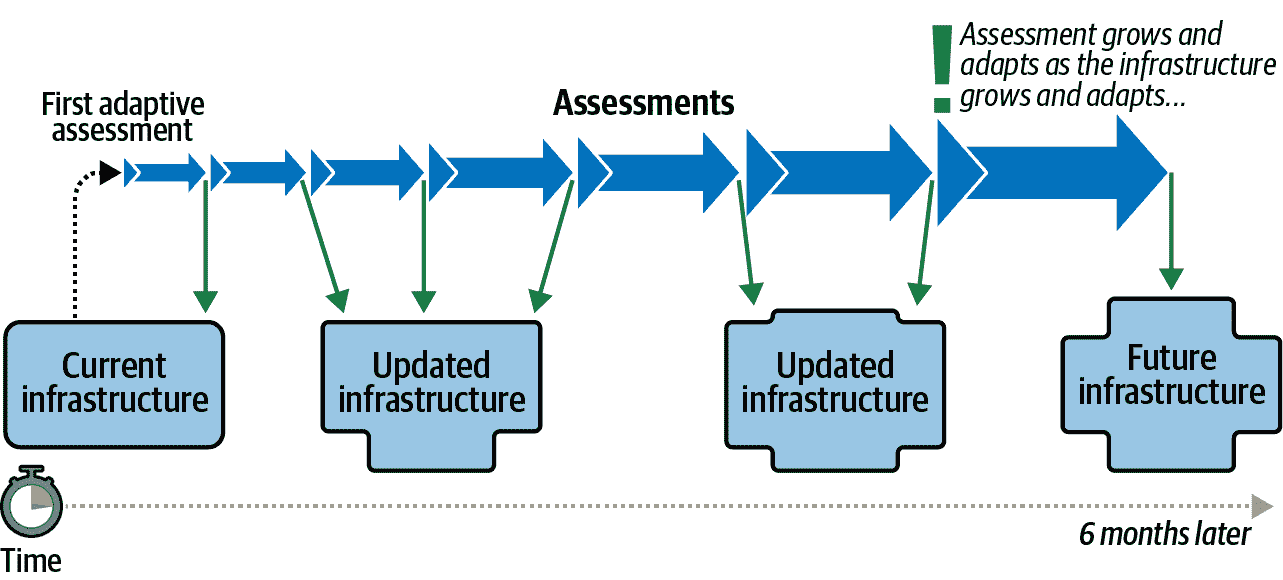 Assessment grows and
adapts as the infrastructure
grows and adapts...
First adaptive
assessment
Assessments
Current
infrastructure
Updated
infrastructure
Updated
infrastructure
Future
infrastructure
6 months later
Time